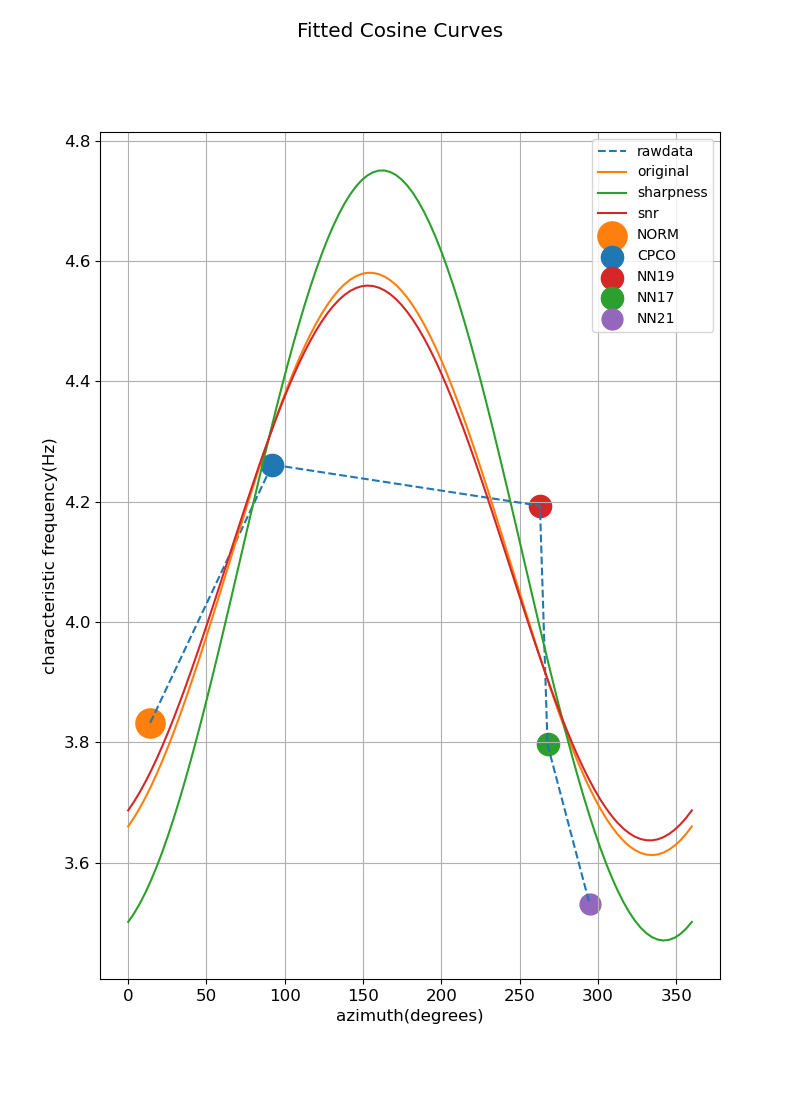 Fitted Cosine Curves
4.8
4.6
4.4
4.2
4.0
3.8
3.6
characteristic frequency(Hz)
rawdata
original
sharpness
snr
NORM
CPCO
NN19
NN17
NN21
0 50 100 150 200 250 300 350
azimuth(degrees)